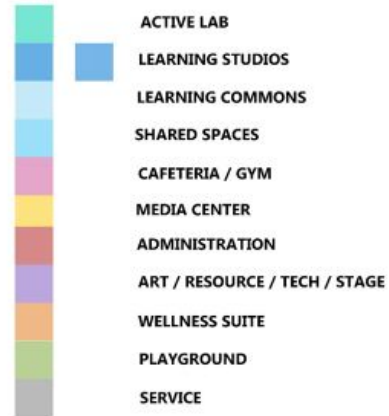 ACTIVE LAB
LEARNING STUDIOS
LEARNING COMMONS
SHARED SPACES
CAFETERIA / GYM
MEDIA CENTER
ADMINISTRATION
ART / RESOURCE / TECH / STAGE
WELLNESS SUITE
PLAYGROUND
SERVICE